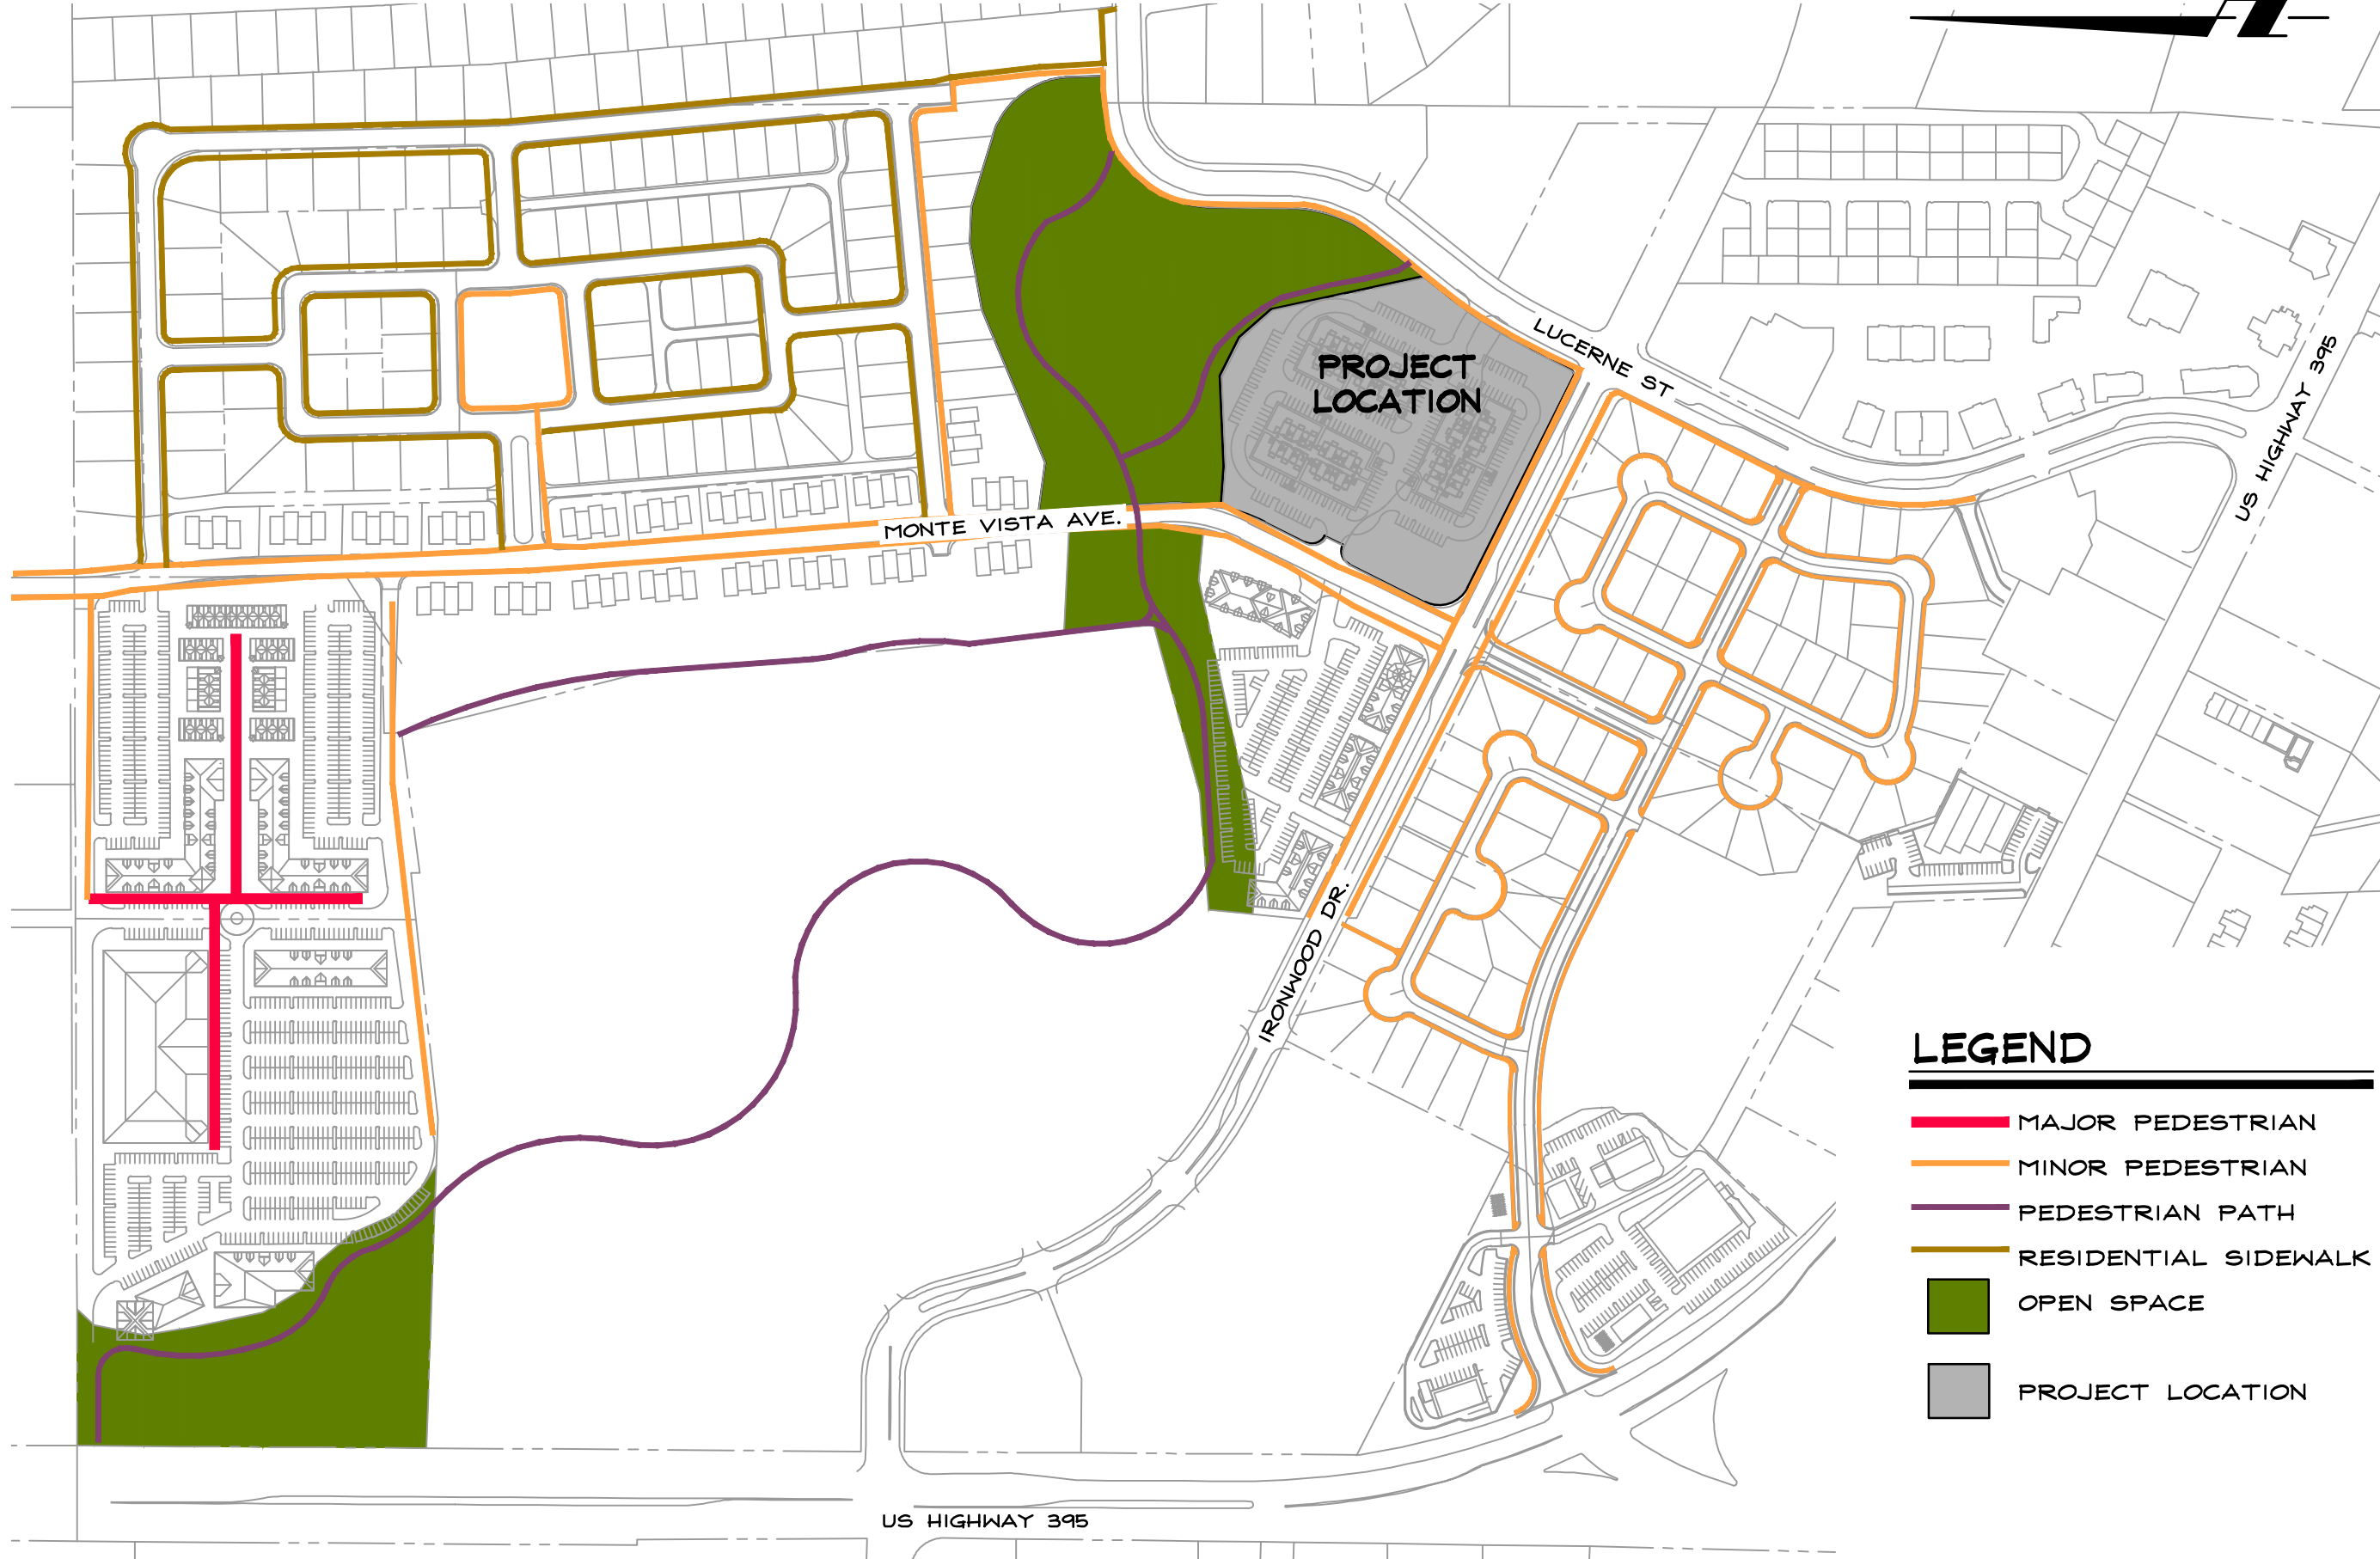 LUCERNE ST
US HIGHWAY 395
PROJECT
LOCATION
MONTE VISTA AVE.
IRONWOOD DR.
LEGEND
MAJOR PEDESTRIAN
MINOR PEDESTRIAN
PEDESTRIAN PATH
RESIDENTIAL SIDEWALK
OPEN SPACE
PROJECT LOCATION
US HIGHWAY 395